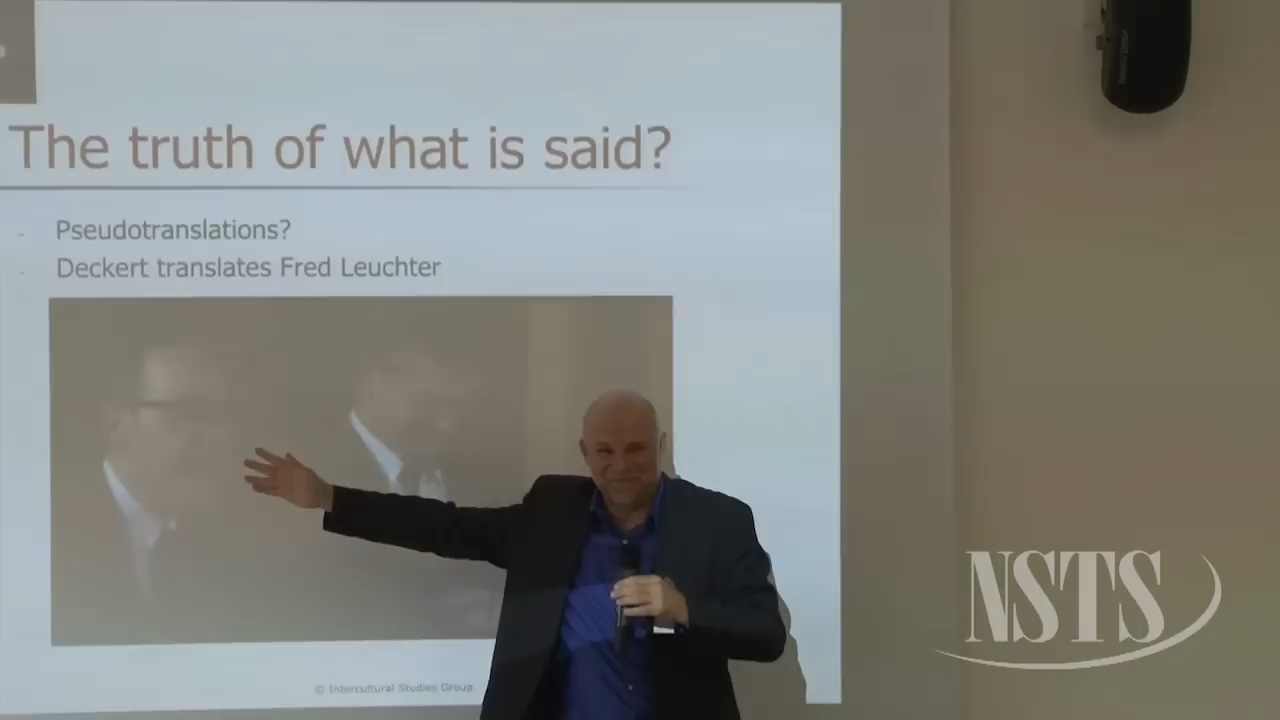 The truth of what is said?
- Pseudotranslations?
- Deckert translates Fred Leuchter
© Intercultural Studies Group
NSTS